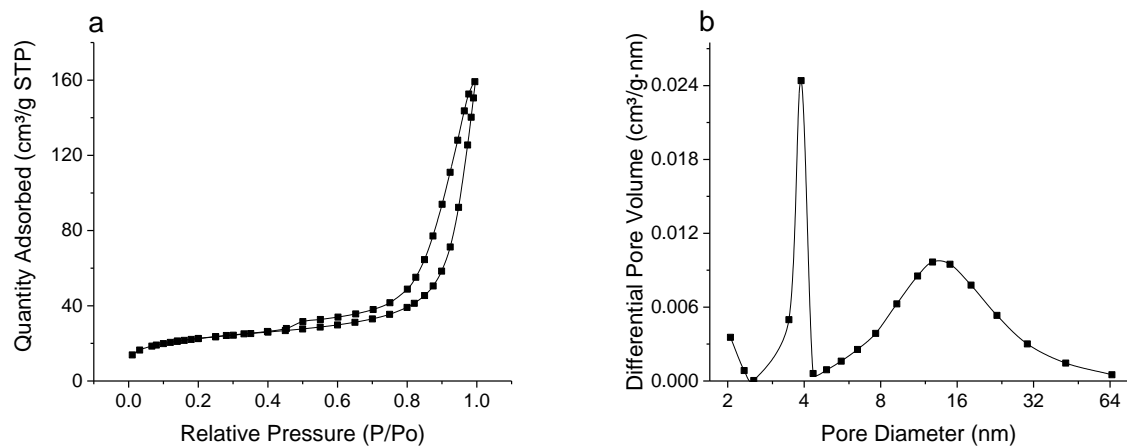 a
Quantity Adsorbed (cm³/g STP)
160
120
80
40
0
0.0 0.2 0.4 0.6 0.8 1.0
Relative Pressure (P/Po)
b
Differential Pore Volume (cm³/g·nm)
0.024
0.018
0.012
0.006
0.000
2 4 8 16 32 64
Pore Diameter (nm)